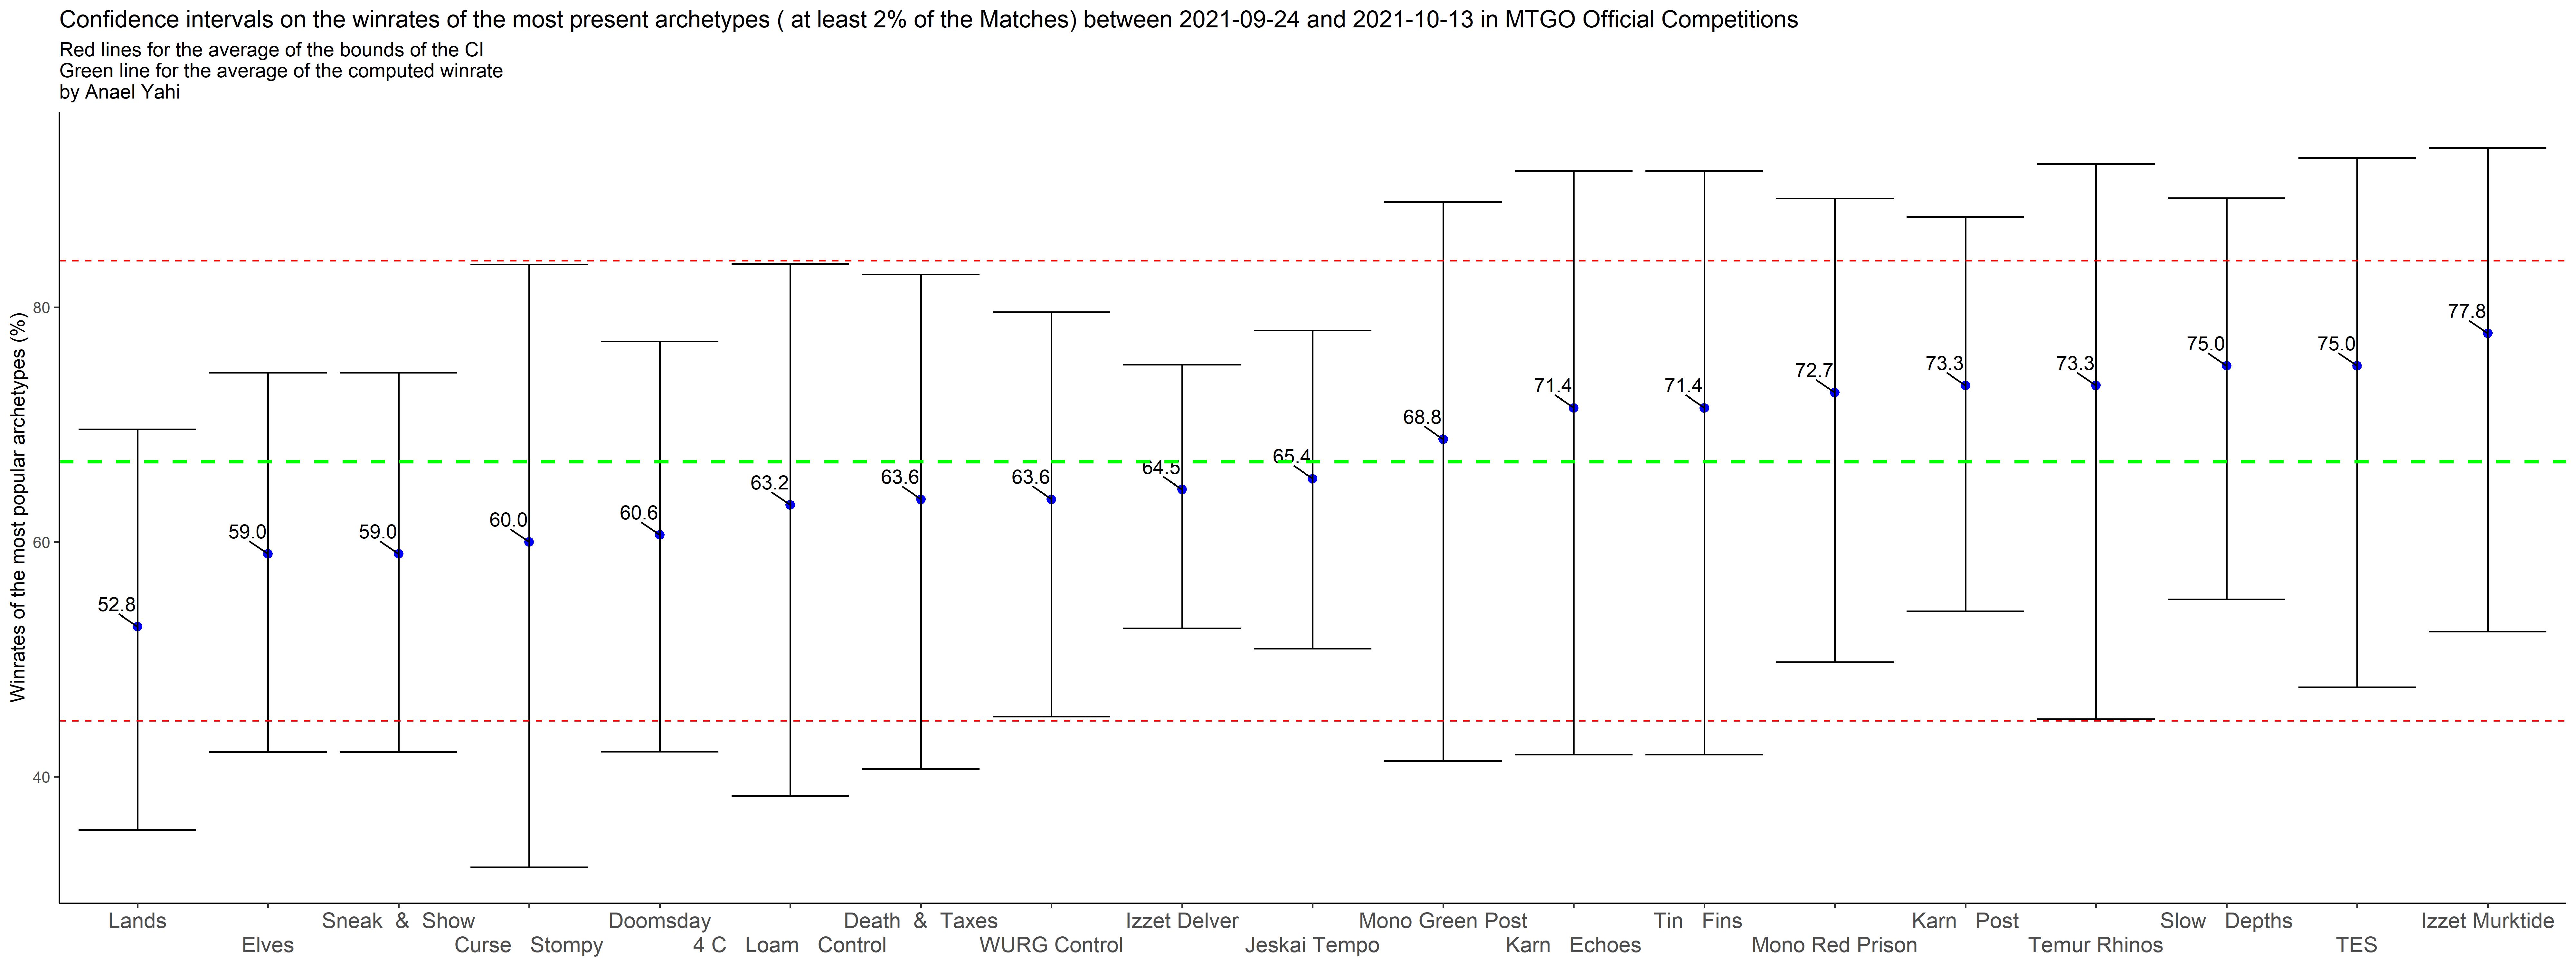 Confidence intervals on the winrates of the most present archetypes ( at least 2% of the Matches) between 2021-09-24 and 2021-10-13 in MTGO Official Competitions
Red lines for the average of the bounds of the CI
Green line for the average of the computed winrate
by Anael Yahi
Winrates of the most popular archetypes (%)
80
60
40
52.8
59.0
59.0
60.0
60.6
63.2
63.6
63.6
64.5
65.4
68.8
71.4
71.4
72.7
73.3
73.3
75.0
75.0
77.8
Lands
Elves
Sneak & Show
Curse Stompy
Doomsday
4 C Loam Control
Death & Taxes
WURG Control
Izzet Delver
Jeskai Tempo
Mono Green Post
Karn Echoes
Tin Fins
Mono Red Prison
Karn Post
Temur Rhinos
Slow Depths
TES
Izzet Murktide